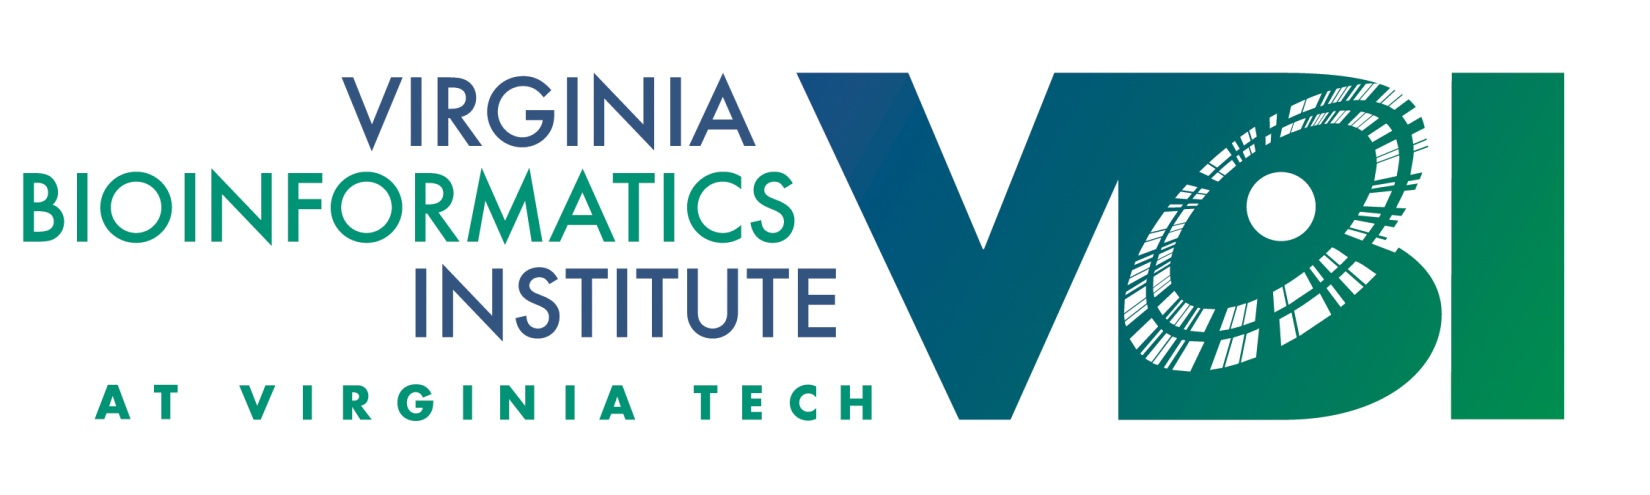 VIRGINIA
BIOINFORMATICS
INSTITUTE
AT VIRGINIA TECH
VBI